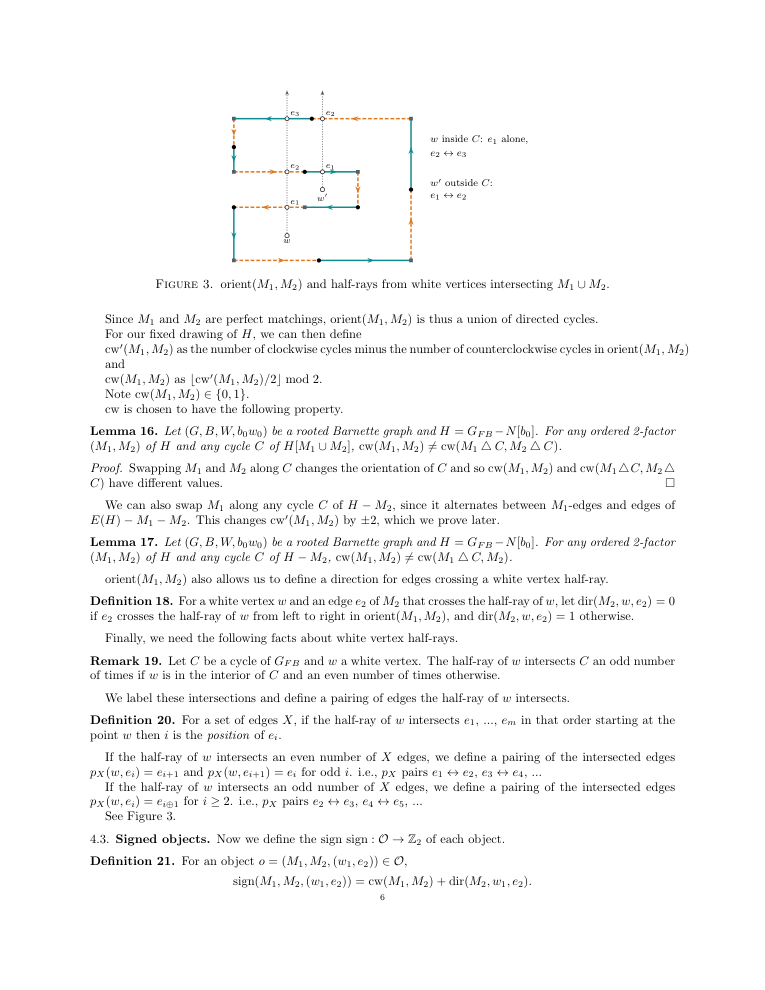 e₃ e₂
w inside C: e₁ alone,
e₂ ↔ e₃
e₂ e₁
w′ outside C:
e₁ ↔ e₂
w′
e₁
w
Figure 3. orient(M₁, M₂) and half-rays from white vertices intersecting M₁ ∪ M₂.
Since M₁ and M₂ are perfect matchings, orient(M₁, M₂) is thus a union of directed cycles.
For our fixed drawing of H, we can then define
cw′(M₁, M₂) as the number of clockwise cycles minus the number of counterclockwise cycles in orient(M₁, M₂)
and
cw(M₁, M₂) as ⌊cw′(M₁, M₂)/2⌋ mod 2.
Note cw(M₁, M₂) ∈ {0, 1}.
cw is chosen to have the following property.
Lemma 16. Let (G, B, W, b₀w₀) be a rooted Barnette graph and H = G_{FB} − N[b₀]. For any ordered 2-factor
(M₁, M₂) of H and any cycle C of H[M₁ ∪ M₂], cw(M₁, M₂) ≠ cw(M₁ △ C, M₂ △ C).
Proof. Swapping M₁ and M₂ along C changes the orientation of C and so cw(M₁, M₂) and cw(M₁ △ C, M₂ △
C) have different values. □
We can also swap M₁ along any cycle C of H − M₂, since it alternates between M₁-edges and edges of
E(H) − M₁ − M₂. This changes cw′(M₁, M₂) by ±2, which we prove later.
Lemma 17. Let (G, B, W, b₀w₀) be a rooted Barnette graph and H = G_{FB} − N[b₀]. For any ordered 2-factor
(M₁, M₂) of H and any cycle C of H − M₂, cw(M₁, M₂) ≠ cw(M₁ △ C, M₂).
orient(M₁, M₂) also allows us to define a direction for edges crossing a white vertex half-ray.
Definition 18. For a white vertex w and an edge e₂ of M₂ that crosses the half-ray of w, let dir(M₂, w, e₂) = 0
if e₂ crosses the half-ray of w from left to right in orient(M₁, M₂), and dir(M₂, w, e₂) = 1 otherwise.
Finally, we need the following facts about white vertex half-rays.
Remark 19. Let C be a cycle of G_{FB} and w a white vertex. The half-ray of w intersects C an odd number
of times if w is in the interior of C and an even number of times otherwise.
We label these intersections and define a pairing of edges the half-ray of w intersects.
Definition 20. For a set of edges X, if the half-ray of w intersects e₁, ..., eₘ in that order starting at the
point w then i is the position of eᵢ.
If the half-ray of w intersects an even number of X edges, we define a pairing of the intersected edges
p_X(w, eᵢ) = eᵢ₊₁ and p_X(w, eᵢ₊₁) = eᵢ for odd i. i.e., p_X pairs e₁ ↔ e₂, e₃ ↔ e₄, ...
If the half-ray of w intersects an odd number of X edges, we define a pairing of the intersected edges
p_X(w, eᵢ) = e_{i⊕1} for i ≥ 2. i.e., p_X pairs e₂ ↔ e₃, e₄ ↔ e₅, ...
See Figure 3.
4.3. Signed objects. Now we define the sign sign : 𝒪 → ℤ₂ of each object.
Definition 21. For an object o = (M₁, M₂, (w₁, e₂)) ∈ 𝒪,
sign(M₁, M₂, (w₁, e₂)) = cw(M₁, M₂) + dir(M₂, w₁, e₂).
6